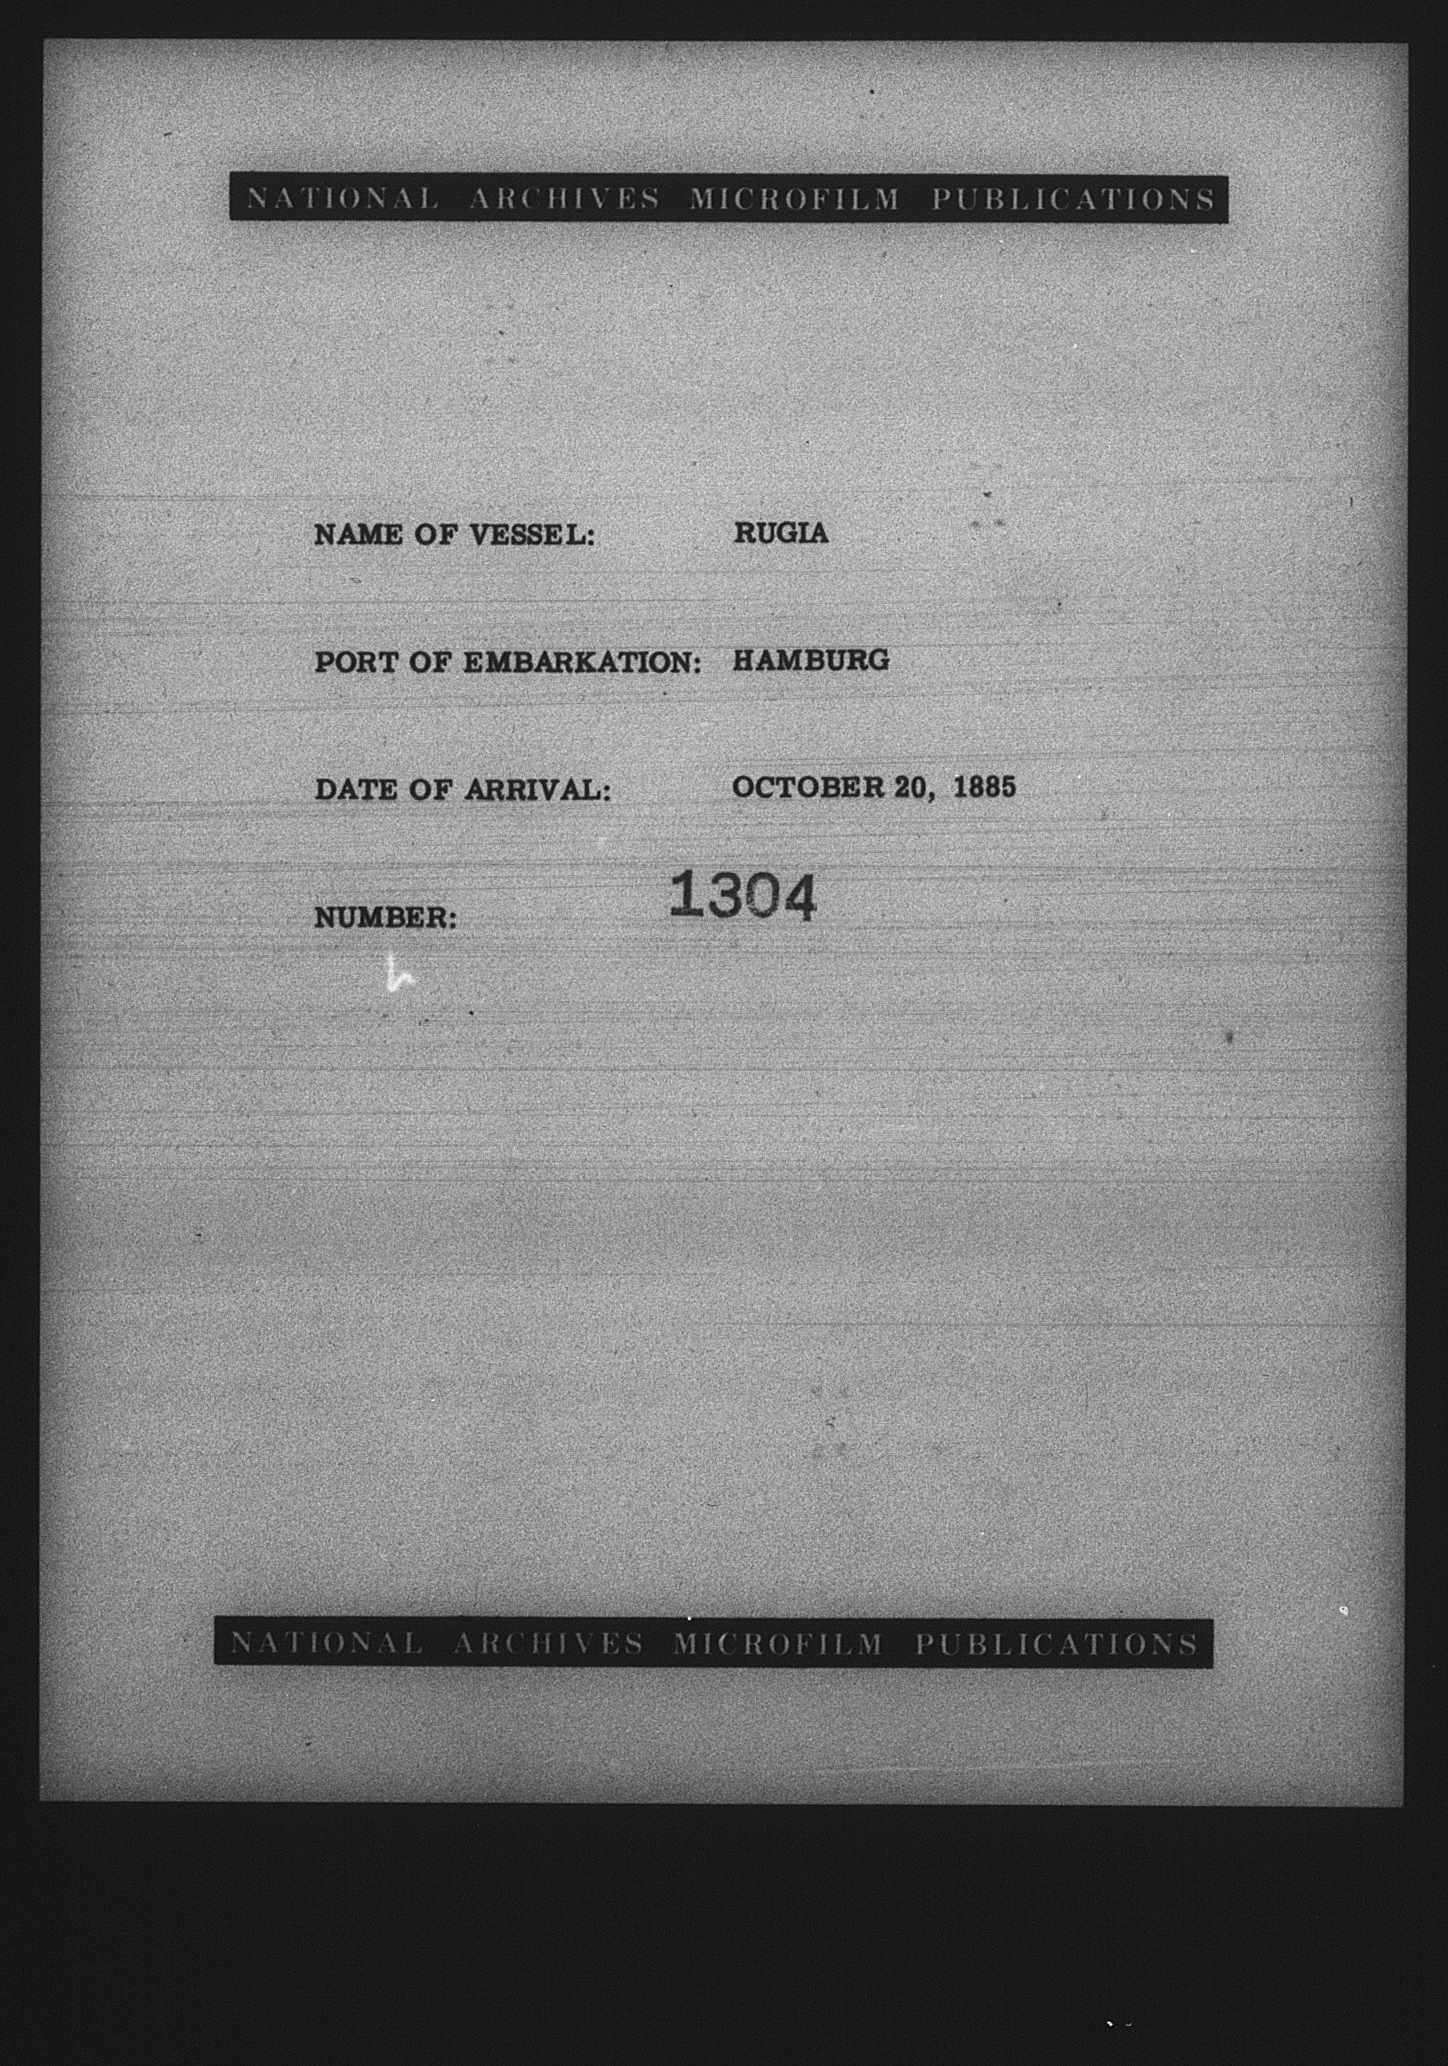 NATIONAL ARCHIVES MICROFILM PUBLICATIONS
NAME OF VESSEL: RUGIA
PORT OF EMBARKATION: HAMBURG
DATE OF ARRIVAL: OCTOBER 20, 1885
NUMBER: 1304
NATIONAL ARCHIVES MICROFILM PUBLICATIONS